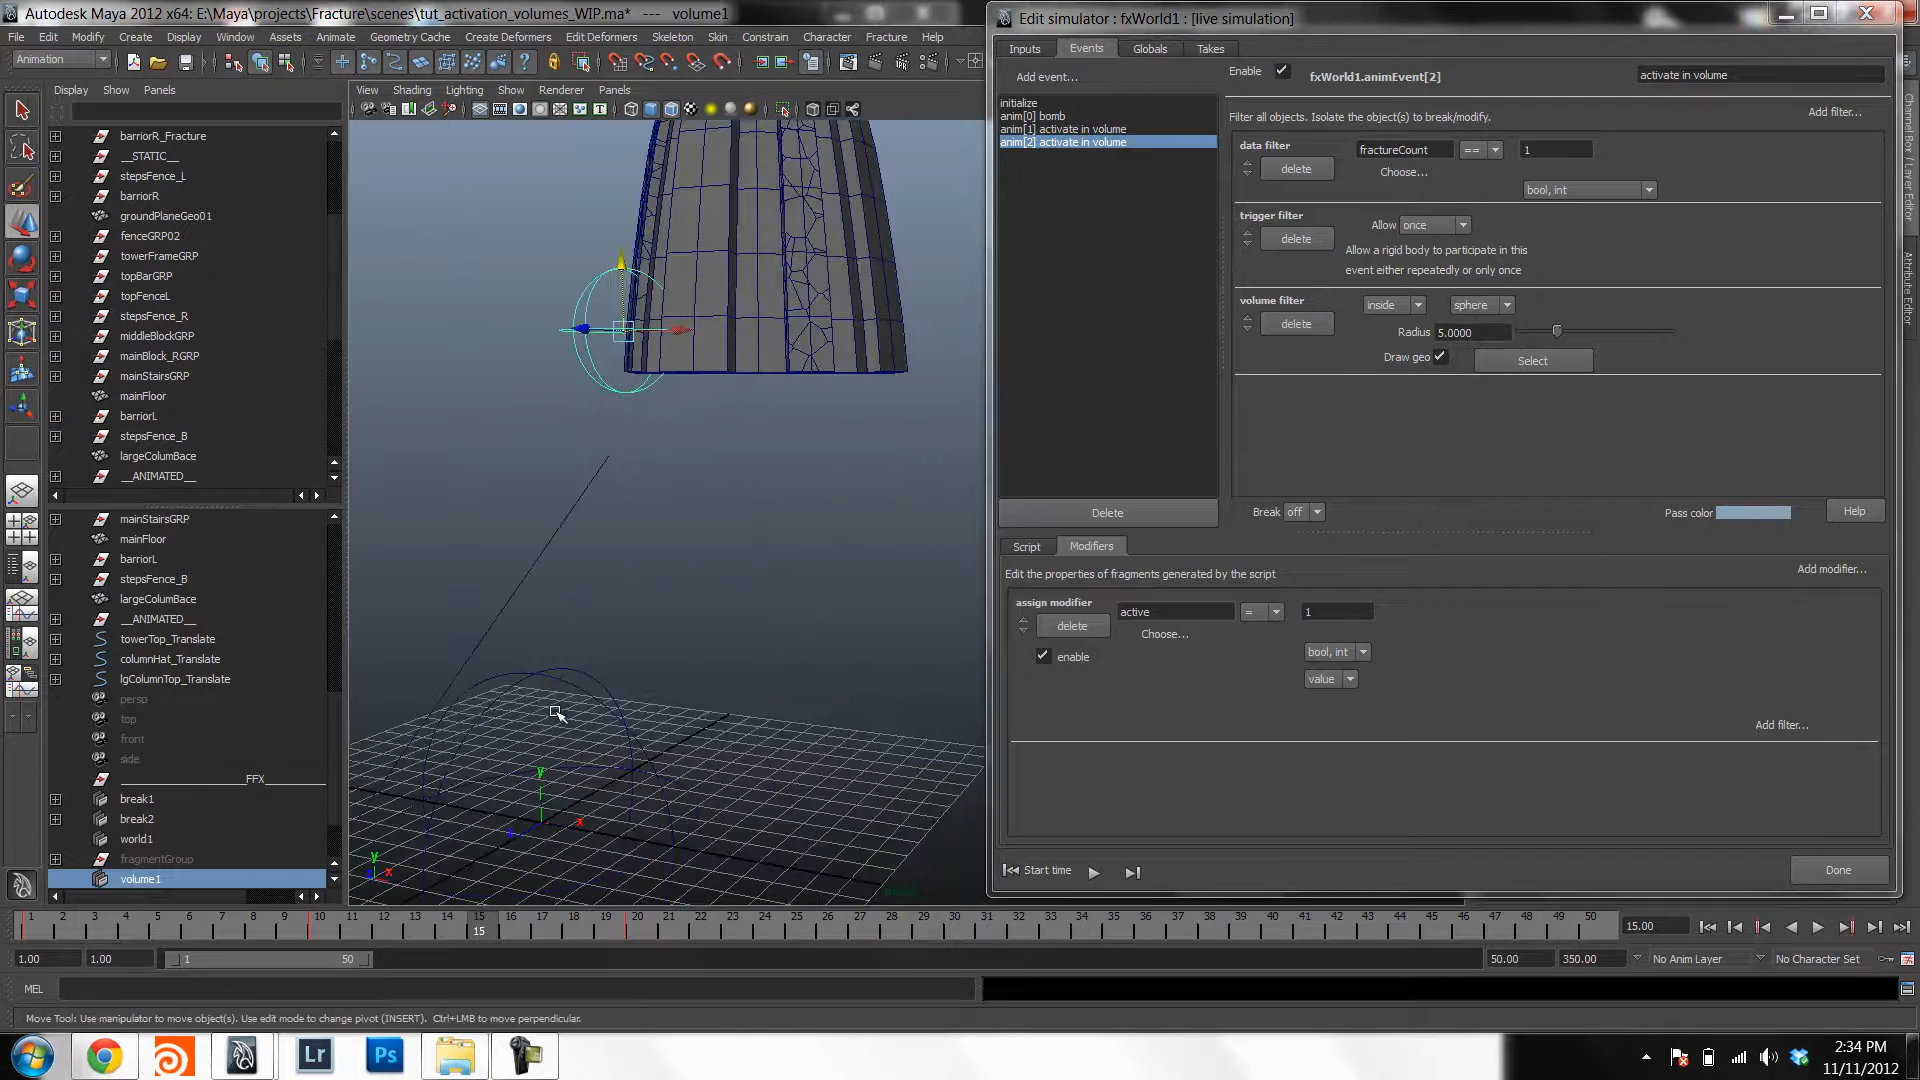 Autodesk Maya 2012 x64: E:\Maya\projects\Fracture\scenes\tut_activation_volumes_WIP.ma*   ---   volume1
File Edit Modify Create Display Window Assets Animate Geometry Cache Create Deformers Edit Deformers Skeleton Skin Constrain Character Fracture Help
Animation
Display Show Panels
barriorR_Fracture
__STATIC__
stepsFence_L
barriorR
groundPlaneGeo01
fenceGRP02
towerFrameGRP
topBarGRP
topFenceL
stepsFence_R
middleBlockGRP
mainBlock_RGRP
mainStairsGRP
mainFloor
barriorL
stepsFence_B
largeColumBace
__ANIMATED__
mainStairsGRP
mainFloor
barriorL
stepsFence_B
largeColumBace
__ANIMATED__
towerTop_Translate
columnHat_Translate
lgColumnTop_Translate
persp
top
front
side
FFX
break1
break2
world1
fragmentGroup
volume1
View Shading Lighting Show Renderer Panels
y
x
z
y
x
Edit simulator : fxWorld1 : [live simulation]
Inputs Events Globals Takes
Add event...
initialize
anim[0] bomb
anim[1] activate in volume
anim[2] activate in volume
Delete
Enable fxWorld1.animEvent[2] activate in volume
Add filter...
Filter all objects. Isolate the object(s) to break/modify.
data filter fractureCount == 1
delete Choose...
bool, int
trigger filter Allow once
delete
Allow a rigid body to participate in this
event either repeatedly or only once
volume filter inside sphere
delete Radius 5.0000
Draw geo Select
Break off Pass color Help
Script Modifiers
Edit the properties of fragments generated by the script Add modifier...
assign modifier active = 1
delete Choose...
enable bool, int
value
Add filter...
Start time Done
Channel Box / Layer Editor
Attribute Editor
1 2 3 4 5 6 7 8 9 10 11 12 13 14 15 16 17 18 19 20 21 22 23 24 25 26 27 28 29 30 31 32 33 34 35 36 37 38 39 40 41 42 43 44 45 46 47 48 49 50
15
15.00
1.00 1.00 1 50 50.00 350.00 No Anim Layer No Character Set
MEL
Move Tool: Use manipulator to move object(s). Use edit mode to change pivot (INSERT). Ctrl+LMB to move perpendicular.
Lr Ps
2:34 PM
11/11/2012